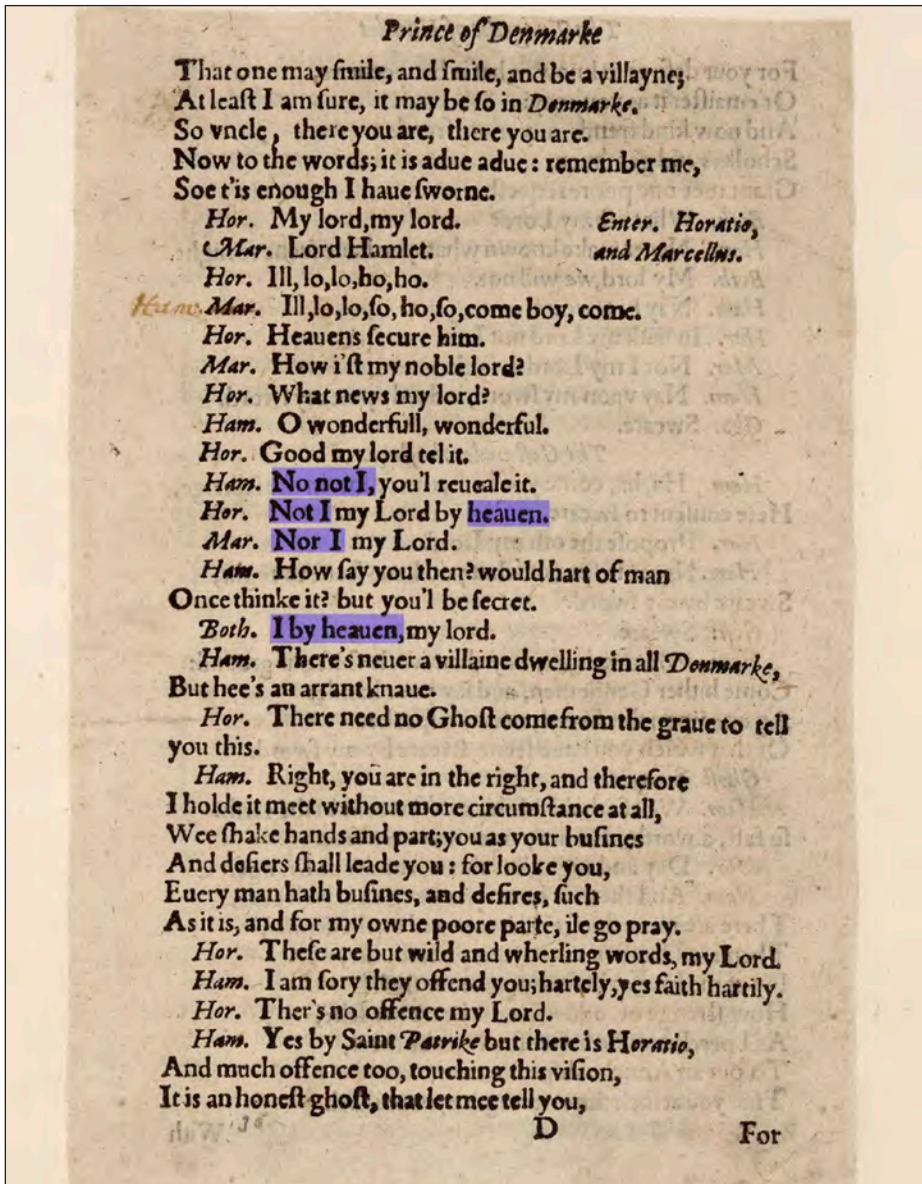 Prince of Denmarke
That one may ſmile, and ſmile, and be a villayne;
At leaſt I am ſure, it may be ſo in Denmarke.
So vncle, there you are, there you are.
Now to the words; it is adue adue: remember me,
Soe t'is enough I haue ſworne.
Hor. My lord,my lord. Enter. Horatio,
Mar. Lord Hamlet. and Marcellus.
Hor. Ill, lo,lo,ho,ho.
Ham. Mar. Ill,lo,lo,ſo, ho,ſo,come boy, come.
Hor. Heauens ſecure him.
Mar. How i'ſt my noble lord?
Hor. What news my lord?
Ham. O wonderfull, wonderful.
Hor. Good my lord tel it.
Ham. No not I, you'l reueale it.
Hor. Not I my Lord by heauen.
Mar. Nor I my Lord.
Ham. How ſay you then? would hart of man
Once thinke it? but you'l be ſecret.
Both. I by heauen,my lord.
Ham. There's neuer a villaine dwelling in all Denmarke,
But hee's an arrant knaue.
Hor. There need no Ghoſt come from the graue to tell
you this.
Ham. Right, you are in the right, and therefore
I holde it meet without more circumſtance at all,
Wee ſhake hands and part;you as your buſines
And deſiers ſhall leade you: for looke you,
Euery man hath buſines, and deſires, ſuch
As it is, and for my owne poore parte, ile go pray.
Hor. Theſe are but wild and wherling words, my Lord.
Ham. I am ſory they offend you;hartely,yes faith hartily.
Hor. Ther's no offence my Lord.
Ham. Yes by Saint Patrike but there is Horatio,
And much offence too, touching this viſion,
It is an honeſt ghoſt, that let mee tell you,
D For